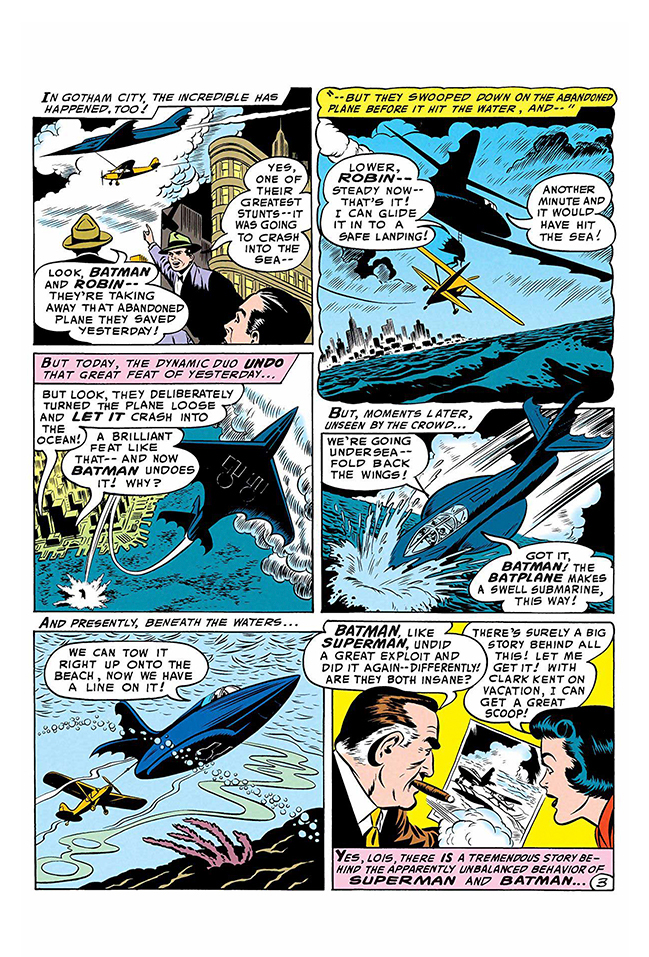 IN GOTHAM CITY, THE INCREDIBLE HAS
HAPPENED, TOO!
YES,
ONE OF
THEIR
GREATEST
STUNTS--IT
WAS GOING
TO CRASH
INTO THE
SEA--
LOOK, BATMAN
AND ROBIN--
THEY'RE TAKING
AWAY THAT ABANDONED
PLANE THEY SAVED
YESTERDAY!
"--BUT THEY SWOOPED DOWN ON THE ABANDONED
PLANE BEFORE IT HIT THE WATER, AND--"
LOWER,
ROBIN--
STEADY NOW--
THAT'S IT!
I CAN GLIDE
IT IN TO A
SAFE LANDING!
ANOTHER
MINUTE AND IT
WOULD HAVE
HIT
THE SEA!
BUT TODAY, THE DYNAMIC DUO UNDO
THAT GREAT FEAT OF YESTERDAY...
BUT LOOK, THEY DELIBERATELY
TURNED THE PLANE LOOSE
AND LET IT CRASH INTO
THE
OCEAN!
A BRILLIANT
FEAT LIKE
THAT--AND NOW
BATMAN UNDOES
IT! WHY?
BUT, MOMENTS LATER,
UNSEEN BY THE CROWD...
WE'RE GOING
UNDERSEA--
FOLD BACK
THE WINGS!
GOT IT,
BATMAN! THE
BATPLANE MAKES
A SWELL SUBMARINE,
THIS WAY!
AND PRESENTLY, BENEATH THE WATERS...
WE CAN TOW IT
RIGHT UP ONTO THE
BEACH, NOW WE HAVE
A LINE ON IT!
BATMAN, LIKE
SUPERMAN, UNDID
A GREAT EXPLOIT AND
DID IT AGAIN--DIFFERENTLY!
ARE THEY BOTH INSANE?
THERE'S SURELY A BIG
STORY BEHIND ALL
THIS! LET ME
GET IT! WITH
CLARK KENT ON
VACATION, I CAN
GET A GREAT
SCOOP!
YES, LOIS, THERE IS A TREMENDOUS STORY BE-
HIND THE APPARENTLY UNBALANCED BEHAVIOR OF
SUPERMAN AND BATMAN...
3